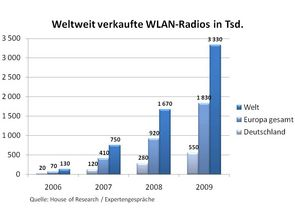 Weltweit verkaufte WLAN-Radios in Tsd.
3 500
3 000
2 500
2 000
1 500
1 000
500
0
20 70 130
120 410 750
280 920 1 670
550 1 830 3 330
2006 2007 2008 2009
Welt
Europa gesamt
Deutschland
Quelle: House of Research / Expertengespräche